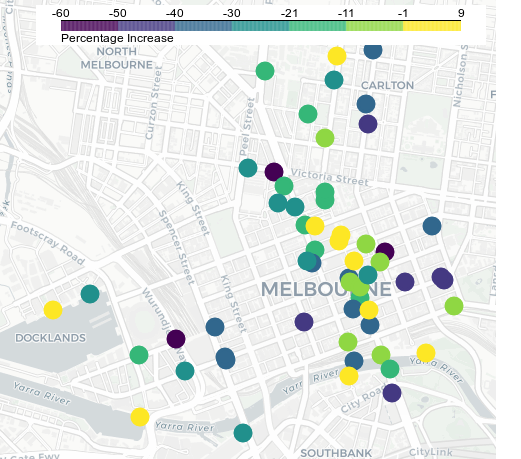 -60 -50 -40 -30 -21 -11 -1 9
Percentage Increase
NORTH
MELBOURNE
CARLTON
Nicholson S
Curzon Street
Peel Street
Victoria Street
King Street
Spencer Street
Footscray Road
MELBOURNE
King Street
Wurundjeri Way
DOCKLANDS
Yarra River
Yarra River
Yarra River
City Road
Yarra River
SOUTHBANK
CityLink
Gate Fwy